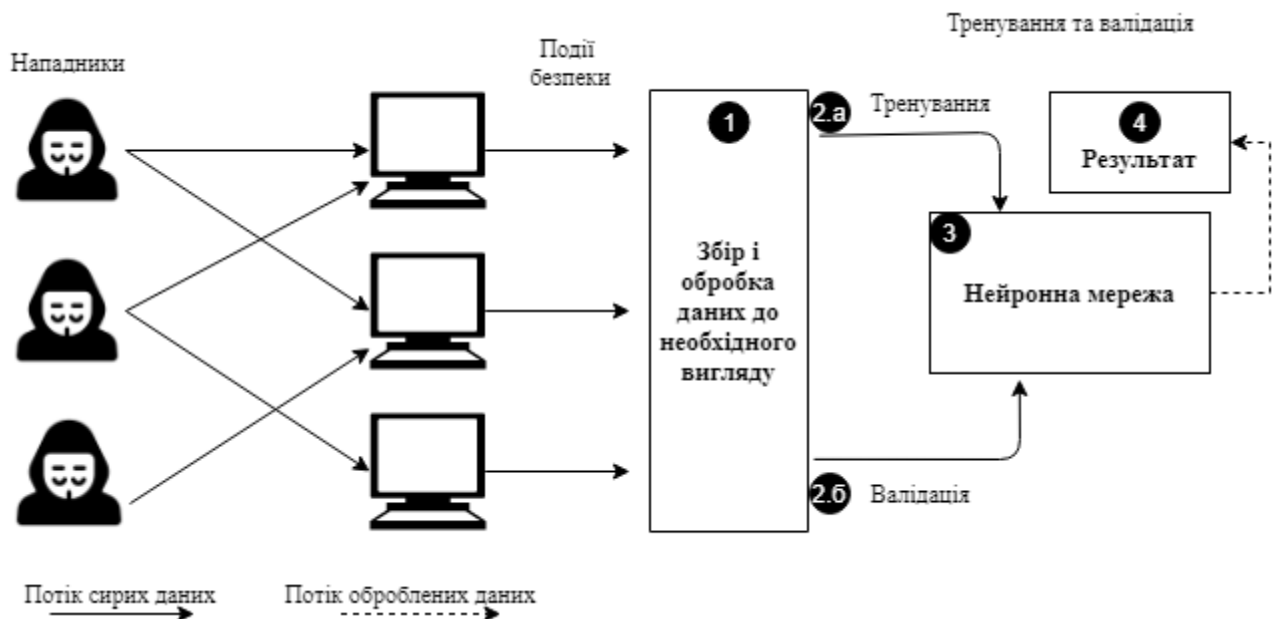 Тренування та валідація
Нападники
Події
безпеки
1
2.а
Тренування
4
Результат
3
Нейронна мережа
Збір і
обробка
даних до
необхідного
вигляду
2.б
Валідація
Потік сирих даних
Потік оброблених даних